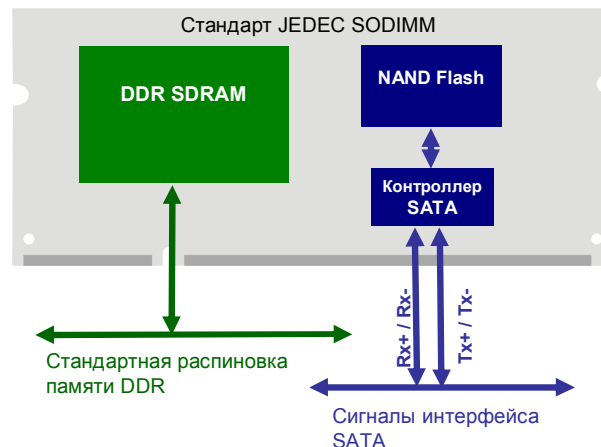 Стандарт JEDEC SODIMM
DDR SDRAM
NAND Flash
Контроллер
SATA
Rx+ / Rx-
Tx+ / Tx-
Стандартная распиновка
памяти DDR
Сигналы интерфейса
SATA